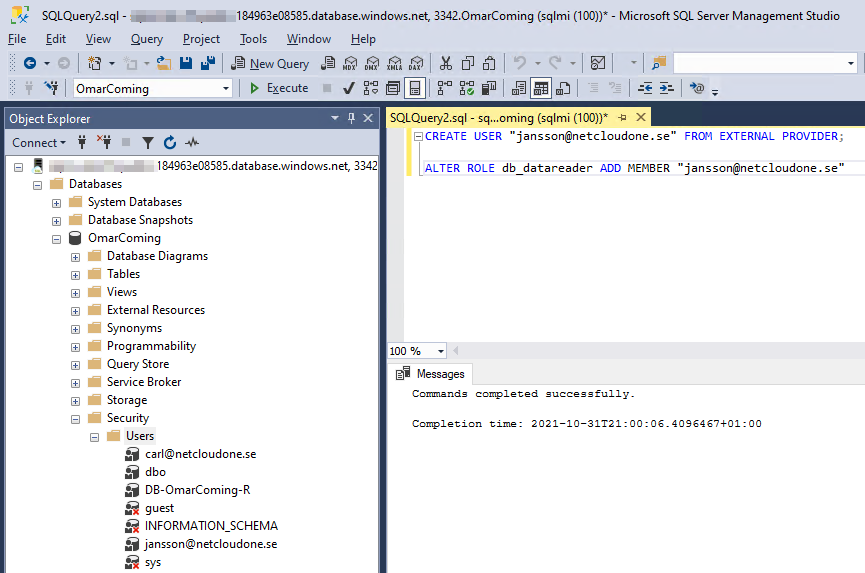 SQLQuery2.sql - 184963e08585.database.windows.net, 3342.OmarComing (sqlmi (100))* - Microsoft SQL Server Management Studio
File Edit View Query Project Tools Window Help
New Query MDX DMX XMLA DAX
OmarComing Execute
Object Explorer
Connect
184963e08585.database.windows.net, 3342
Databases
System Databases
Database Snapshots
OmarComing
Database Diagrams
Tables
Views
External Resources
Synonyms
Programmability
Query Store
Service Broker
Storage
Security
Users
carl@netcloudone.se
dbo
DB-OmarComing-R
guest
INFORMATION_SCHEMA
jansson@netcloudone.se
sys
SQLQuery2.sql - sq...oming (sqlmi (100))*
CREATE USER "jansson@netcloudone.se" FROM EXTERNAL PROVIDER;
ALTER ROLE db_datareader ADD MEMBER "jansson@netcloudone.se"
100 %
Messages
Commands completed successfully.
Completion time: 2021-10-31T21:00:06.4096467+01:00